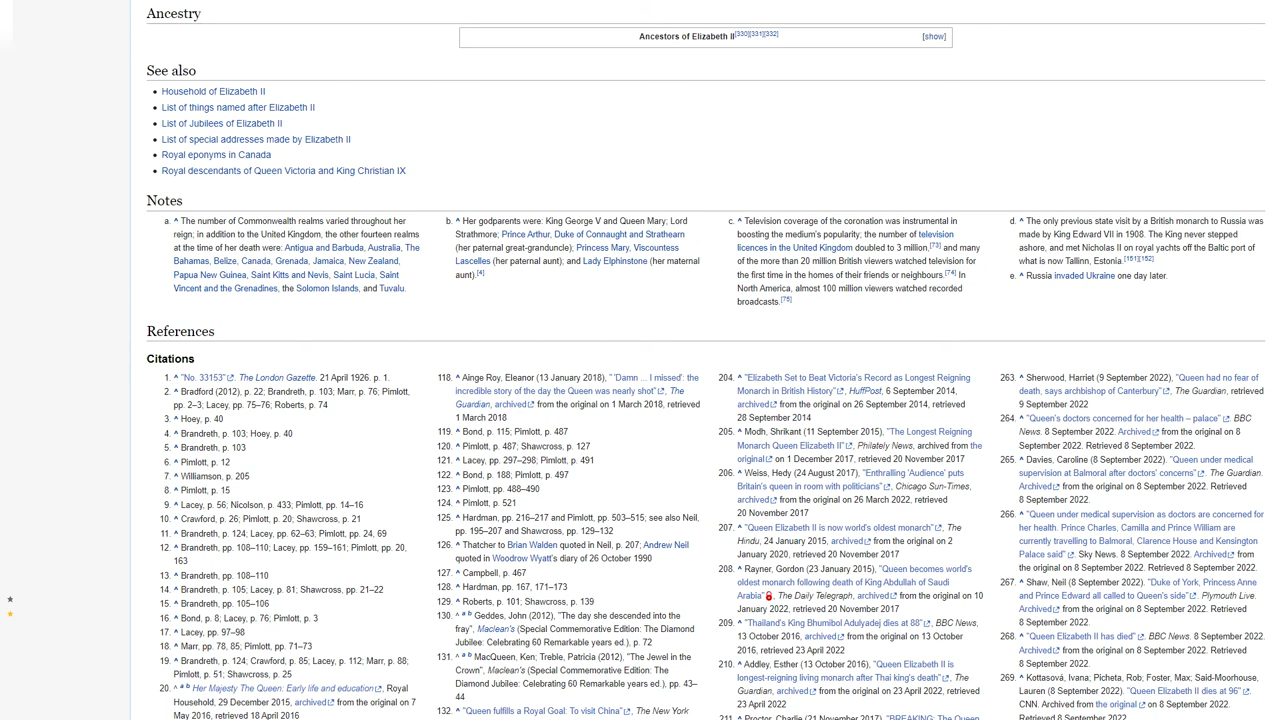 Ancestry
Ancestors of Elizabeth II[330][331][332]
[show]
See also
• Household of Elizabeth II
• List of things named after Elizabeth II
• List of Jubilees of Elizabeth II
• List of special addresses made by Elizabeth II
• Royal eponyms in Canada
• Royal descendants of Queen Victoria and King Christian IX
Notes
a. ^ The number of Commonwealth realms varied throughout her
reign; in addition to the United Kingdom, the other fourteen realms
at the time of her death were: Antigua and Barbuda, Australia, The
Bahamas, Belize, Canada, Grenada, Jamaica, New Zealand,
Papua New Guinea, Saint Kitts and Nevis, Saint Lucia, Saint
Vincent and the Grenadines, the Solomon Islands, and Tuvalu.
b. ^ Her godparents were: King George V and Queen Mary; Lord
Strathmore; Prince Arthur, Duke of Connaught and Strathearn
(her paternal great-granduncle); Princess Mary, Viscountess
Lascelles (her paternal aunt); and Lady Elphinstone (her maternal
aunt).[4]
c. ^ Television coverage of the coronation was instrumental in
boosting the medium's popularity; the number of television
licences in the United Kingdom doubled to 3 million,[73] and many
of the more than 20 million British viewers watched television for
the first time in the homes of their friends or neighbours.[74] In
North America, almost 100 million viewers watched recorded
broadcasts.[75]
d. ^ The only previous state visit by a British monarch to Russia was
made by King Edward VII in 1908. The King never stepped
ashore, and met Nicholas II on royal yachts off the Baltic port of
what is now Tallinn, Estonia.[151][152]
e. ^ Russia invaded Ukraine one day later.
References
Citations
1. ^ "No. 33153". The London Gazette. 21 April 1926. p. 1.
2. ^ Bradford (2012), p. 22; Brandreth, p. 103; Marr, p. 76; Pimlott,
pp. 2–3; Lacey, pp. 75–76; Roberts, p. 74
3. ^ Hoey, p. 40
4. ^ Brandreth, p. 103; Hoey, p. 40
5. ^ Brandreth, p. 103
6. ^ Pimlott, p. 12
7. ^ Williamson, p. 205
8. ^ Pimlott, p. 15
9. ^ Lacey, p. 56; Nicolson, p. 433; Pimlott, pp. 14–16
10. ^ Crawford, p. 26; Pimlott, p. 20; Shawcross, p. 21
11. ^ Brandreth, p. 124; Lacey, pp. 62–63; Pimlott, pp. 24, 69
12. ^ Brandreth, pp. 108–110; Lacey, pp. 159–161; Pimlott, pp. 20,
163
13. ^ Brandreth, pp. 108–110
14. ^ Brandreth, p. 105; Lacey, p. 81; Shawcross, pp. 21–22
15. ^ Brandreth, pp. 105–106
16. ^ Bond, p. 8; Lacey, p. 76; Pimlott, p. 3
17. ^ Lacey, pp. 97–98
18. ^ Marr, pp. 78, 85; Pimlott, pp. 71–73
19. ^ Brandreth, p. 124; Crawford, p. 85; Lacey, p. 112; Marr, p. 88;
Pimlott, p. 51; Shawcross, p. 25
20. ^ a b Her Majesty The Queen: Early life and education, Royal
Household, 29 December 2015, archived from the original on 7
May 2016, retrieved 18 April 2016
118. ^ Ainge Roy, Eleanor (13 January 2018), "'Damn ... I missed': the
incredible story of the day the Queen was nearly shot", The
Guardian, archived from the original on 1 March 2018, retrieved
1 March 2018
119. ^ Bond, p. 115; Pimlott, p. 487
120. ^ Pimlott, p. 487; Shawcross, p. 127
121. ^ Lacey, pp. 297–298; Pimlott, p. 491
122. ^ Bond, p. 188; Pimlott, p. 497
123. ^ Pimlott, pp. 488–490
124. ^ Pimlott, p. 521
125. ^ Hardman, pp. 216–217 and Pimlott, pp. 503–515; see also Neil,
pp. 195–207 and Shawcross, pp. 129–132
126. ^ Thatcher to Brian Walden quoted in Neil, p. 207; Andrew Neil
quoted in Woodrow Wyatt's diary of 26 October 1990
127. ^ Campbell, p. 467
128. ^ Hardman, pp. 167, 171–173
129. ^ Roberts, p. 101; Shawcross, p. 139
130. ^ a b Geddes, John (2012), "The day she descended into the
fray", Maclean's (Special Commemorative Edition: The Diamond
Jubilee: Celebrating 60 Remarkable years ed.), p. 72
131. ^ a b MacQueen, Ken; Treble, Patricia (2012), "The Jewel in the
Crown", Maclean's (Special Commemorative Edition: The
Diamond Jubilee: Celebrating 60 Remarkable years ed.), pp. 43–
44
132. ^ "Queen fulfills a Royal Goal: To visit China", The New York
204. ^ "Elizabeth Set to Beat Victoria's Record as Longest Reigning
Monarch in British History", HuffPost, 6 September 2014,
archived from the original on 26 September 2014, retrieved
28 September 2014
205. ^ Modh, Shrikant (11 September 2015), "The Longest Reigning
Monarch Queen Elizabeth II", Philately News, archived from the
original on 1 December 2017, retrieved 20 November 2017
206. ^ Weiss, Hedy (24 August 2017), "Enthralling 'Audience' puts
Britain's queen in room with politicians", Chicago Sun-Times,
archived from the original on 26 March 2022, retrieved
20 November 2017
207. ^ "Queen Elizabeth II is now world's oldest monarch", The
Hindu, 24 January 2015, archived from the original on 2
January 2020, retrieved 20 November 2017
208. ^ Rayner, Gordon (23 January 2015), "Queen becomes world's
oldest monarch following death of King Abdullah of Saudi
Arabia", The Daily Telegraph, archived from the original on 10
January 2022, retrieved 20 November 2017
209. ^ "Thailand's King Bhumibol Adulyadej dies at 88", BBC News,
13 October 2016, archived from the original on 13 October
2016, retrieved 23 April 2022
210. ^ Addley, Esther (13 October 2016), "Queen Elizabeth II is
longest-reigning living monarch after Thai king's death", The
Guardian, archived from the original on 23 April 2022, retrieved
23 April 2022
211. ^ Proctor, Charlie (21 November 2017), "BREAKING: The Queen
263. ^ Sherwood, Harriet (9 September 2022), "Queen had no fear of
death, says archbishop of Canterbury", The Guardian, retrieved
9 September 2022
264. ^ "Queen's doctors concerned for her health – palace". BBC
News. 8 September 2022. Archived from the original on 8
September 2022. Retrieved 8 September 2022.
265. ^ Davies, Caroline (8 September 2022). "Queen under medical
supervision at Balmoral after doctors' concerns". The Guardian.
Archived from the original on 8 September 2022. Retrieved
8 September 2022.
266. ^ "Queen under medical supervision as doctors are concerned for
her health. Prince Charles, Camilla and Prince William are
currently travelling to Balmoral, Clarence House and Kensington
Palace said". Sky News. 8 September 2022. Archived from
the original on 8 September 2022. Retrieved 8 September 2022.
267. ^ Shaw, Neil (8 September 2022). "Duke of York, Princess Anne
and Prince Edward all called to Queen's side". Plymouth Live.
Archived from the original on 8 September 2022. Retrieved
8 September 2022.
268. ^ "Queen Elizabeth II has died". BBC News. 8 September 2022.
Archived from the original on 8 September 2022. Retrieved
8 September 2022.
269. ^ Kottasová, Ivana; Picheta, Rob; Foster, Max; Said-Moorhouse,
Lauren (8 September 2022). "Queen Elizabeth II dies at 96".
CNN. Archived from the original on 8 September 2022. Retrieved